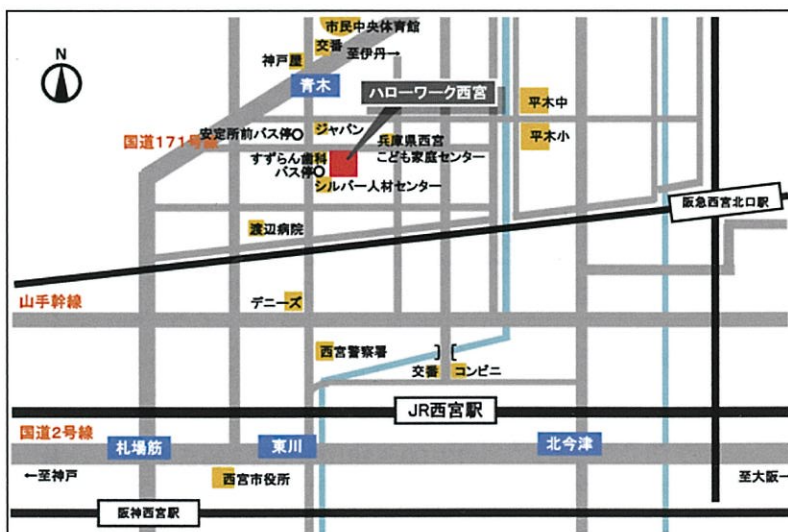 市民中央体育館
交番
至伊丹→
神戸屋
N
青木
ハローワーク西宮
平木中
国道171号線
安定所前バス停
ジャパン
平木小
兵庫県西宮
こども家庭センター
すずらん歯科
バス停
シルバー人材センター
阪急西宮北口駅
渡辺病院
山手幹線
デニーズ
西宮警察署
交番
コンビニ
JR西宮駅
国道2号線
札場筋
東川
北今津
←至神戸
西宮市役所
至大阪→
阪神西宮駅